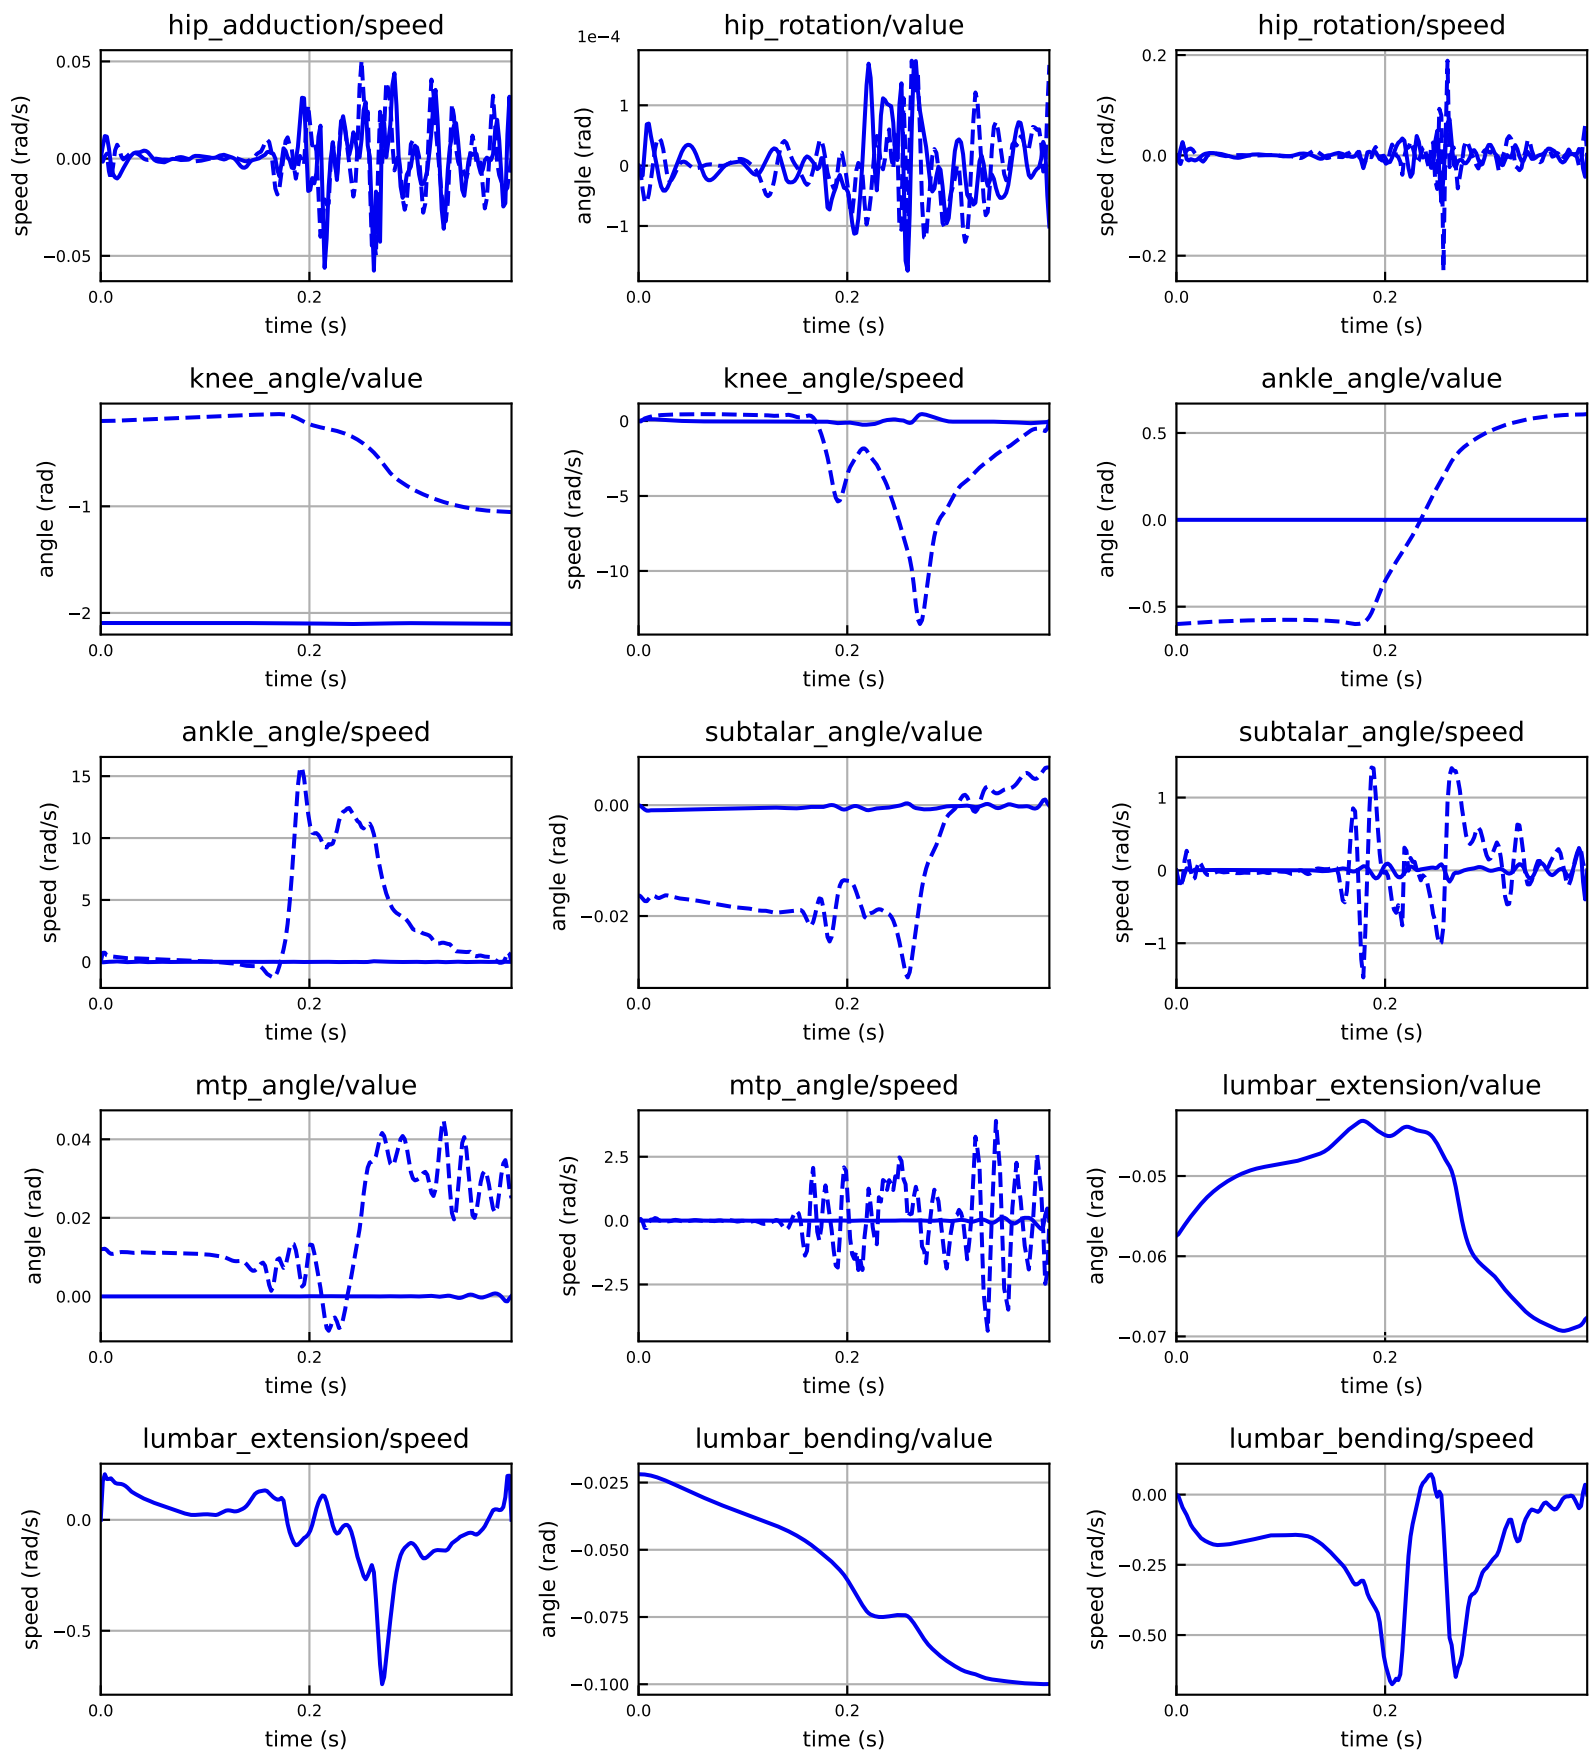 hip_adduction/speed
speed (rad/s)
0.05
0.00
−0.05
0.0 0.2
time (s)
hip_rotation/value
1e−4
angle (rad)
1
0
−1
0.0 0.2
time (s)
hip_rotation/speed
speed (rad/s)
0.2
0.0
−0.2
0.0 0.2
time (s)
knee_angle/value
angle (rad)
−1
−2
0.0 0.2
time (s)
knee_angle/speed
speed (rad/s)
0
−5
−10
0.0 0.2
time (s)
ankle_angle/value
angle (rad)
0.5
0.0
−0.5
0.0 0.2
time (s)
ankle_angle/speed
speed (rad/s)
15
10
5
0
0.0 0.2
time (s)
subtalar_angle/value
angle (rad)
0.00
−0.02
0.0 0.2
time (s)
subtalar_angle/speed
speed (rad/s)
1
0
−1
0.0 0.2
time (s)
mtp_angle/value
angle (rad)
0.04
0.02
0.00
0.0 0.2
time (s)
mtp_angle/speed
speed (rad/s)
2.5
0.0
−2.5
0.0 0.2
time (s)
lumbar_extension/value
angle (rad)
−0.05
−0.06
−0.07
0.0 0.2
time (s)
lumbar_extension/speed
speed (rad/s)
0.0
−0.5
0.0 0.2
time (s)
lumbar_bending/value
angle (rad)
−0.025
−0.050
−0.075
−0.100
0.0 0.2
time (s)
lumbar_bending/speed
speed (rad/s)
0.00
−0.25
−0.50
0.0 0.2
time (s)